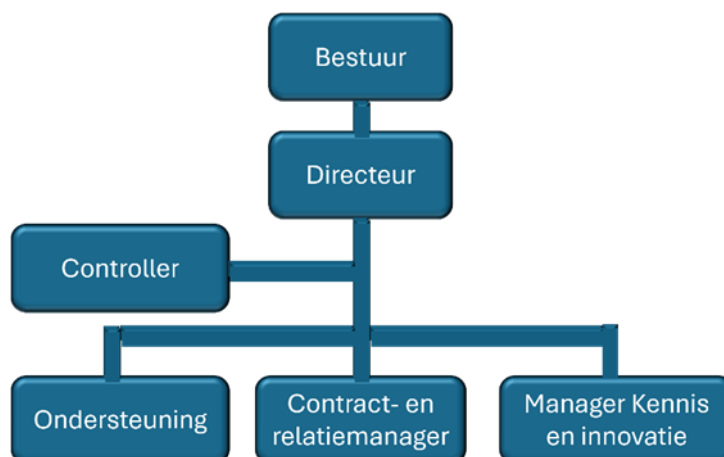 Bestuur
Directeur
Controller
Ondersteuning
Contract- en
relatiemanager
Manager Kennis
en innovatie